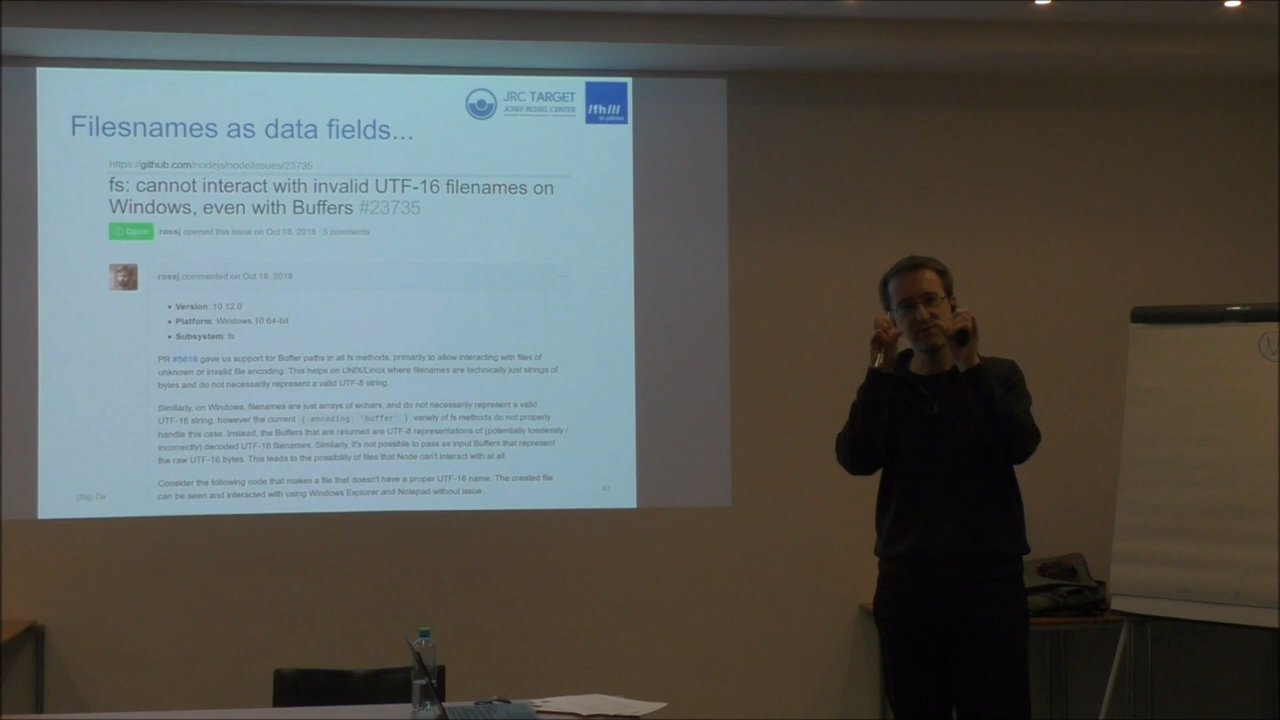 JRC TARGET
JOSEF RESSEL CENTER
/fh///
st.pölten
Filesnames as data fields...
https://github.com/nodejs/node/issues/23735
fs: cannot interact with invalid UTF-16 filenames on
Windows, even with Buffers #23735
Open rossj opened this issue on Oct 18, 2018 · 5 comments
rossj commented on Oct 18, 2018
• Version: 10.12.0
• Platform: Windows 10 64-bit
• Subsystem: fs
PR #5616 gave us support for Buffer paths in all fs methods, primarily to allow interacting with files of
unknown or invalid file encoding. This helps on UNIX/Linux where filenames are technically just strings of
bytes and do not necessarily represent a valid UTF-8 string.
Similarly, on Windows, filenames are just arrays of wchars, and do not necessarily represent a valid
UTF-16 string, however the current { encoding: 'buffer' } variety of fs methods do not properly
handle this case. Instead, the Buffers that are returned are UTF-8 representations of (potentially losslessly /
incorrectly) decoded UTF-16 filenames. Similarly, it's not possible to pass as input Buffers that represent
the raw UTF-16 bytes. This leads to the possibility of files that Node can't interact with at all.
Consider the following code that makes a file that doesn't have a proper UTF-16 name. The created file
can be seen and interacted with using Windows Explorer and Notepad without issue.
43